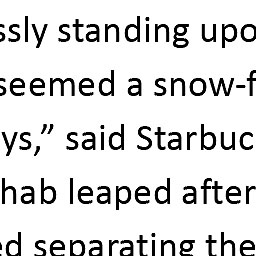 ssly standing upo
seemed a snow-f
ys,” said Starbuc
hab leaped after
ed separating the